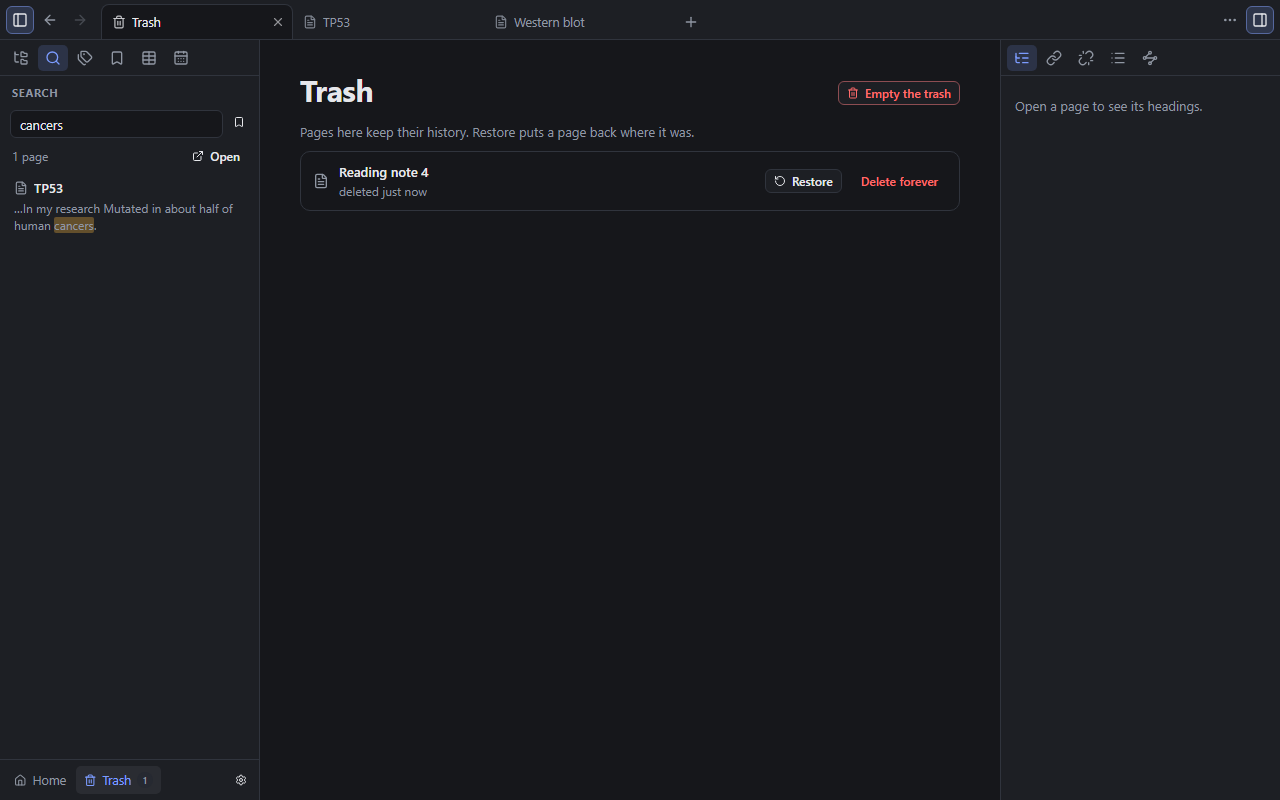 Trash
TP53
Western blot
SEARCH
cancers
1 page
Open
TP53
...In my research Mutated in about half of
human cancers.
Home
Trash
1
Trash
Empty the trash
Pages here keep their history. Restore puts a page back where it was.
Reading note 4
deleted just now
Restore
Delete forever
Open a page to see its headings.